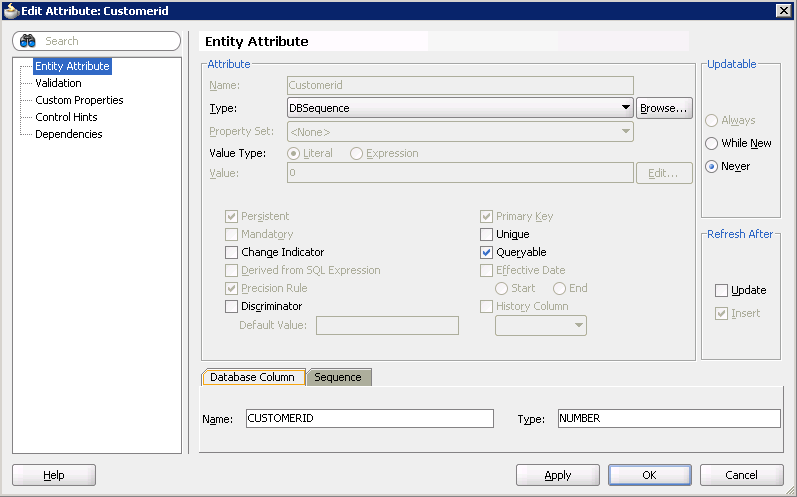 Edit Attribute: Customerid
Search
Entity Attribute
Validation
Custom Properties
Control Hints
Dependencies
Entity Attribute
Attribute
Name: Customerid
Type: DBSequence Browse...
Property Set: <None>
Value Type: Literal Expression
Value: 0 Edit...
Persistent Primary Key
Mandatory Unique
Change Indicator Queryable
Derived from SQL Expression Effective Date
Precision Rule Start End
Discriminator History Column
Default Value:
Updatable
Always
While New
Never
Refresh After
Update
Insert
Database Column Sequence
Name: CUSTOMERID Type: NUMBER
Help Apply OK Cancel